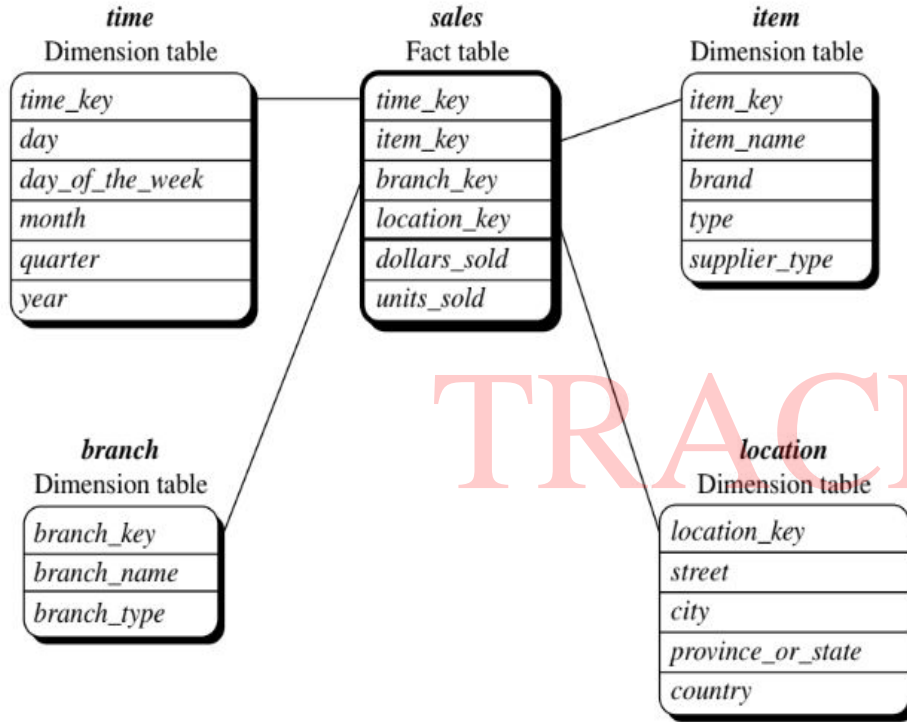 time
Dimension table
time_key
day
day_of_the_week
month
quarter
year
sales
Fact table
time_key
item_key
branch_key
location_key
dollars_sold
units_sold
item
Dimension table
item_key
item_name
brand
type
supplier_type
branch
Dimension table
branch_key
branch_name
branch_type
location
Dimension table
location_key
street
city
province_or_state
country